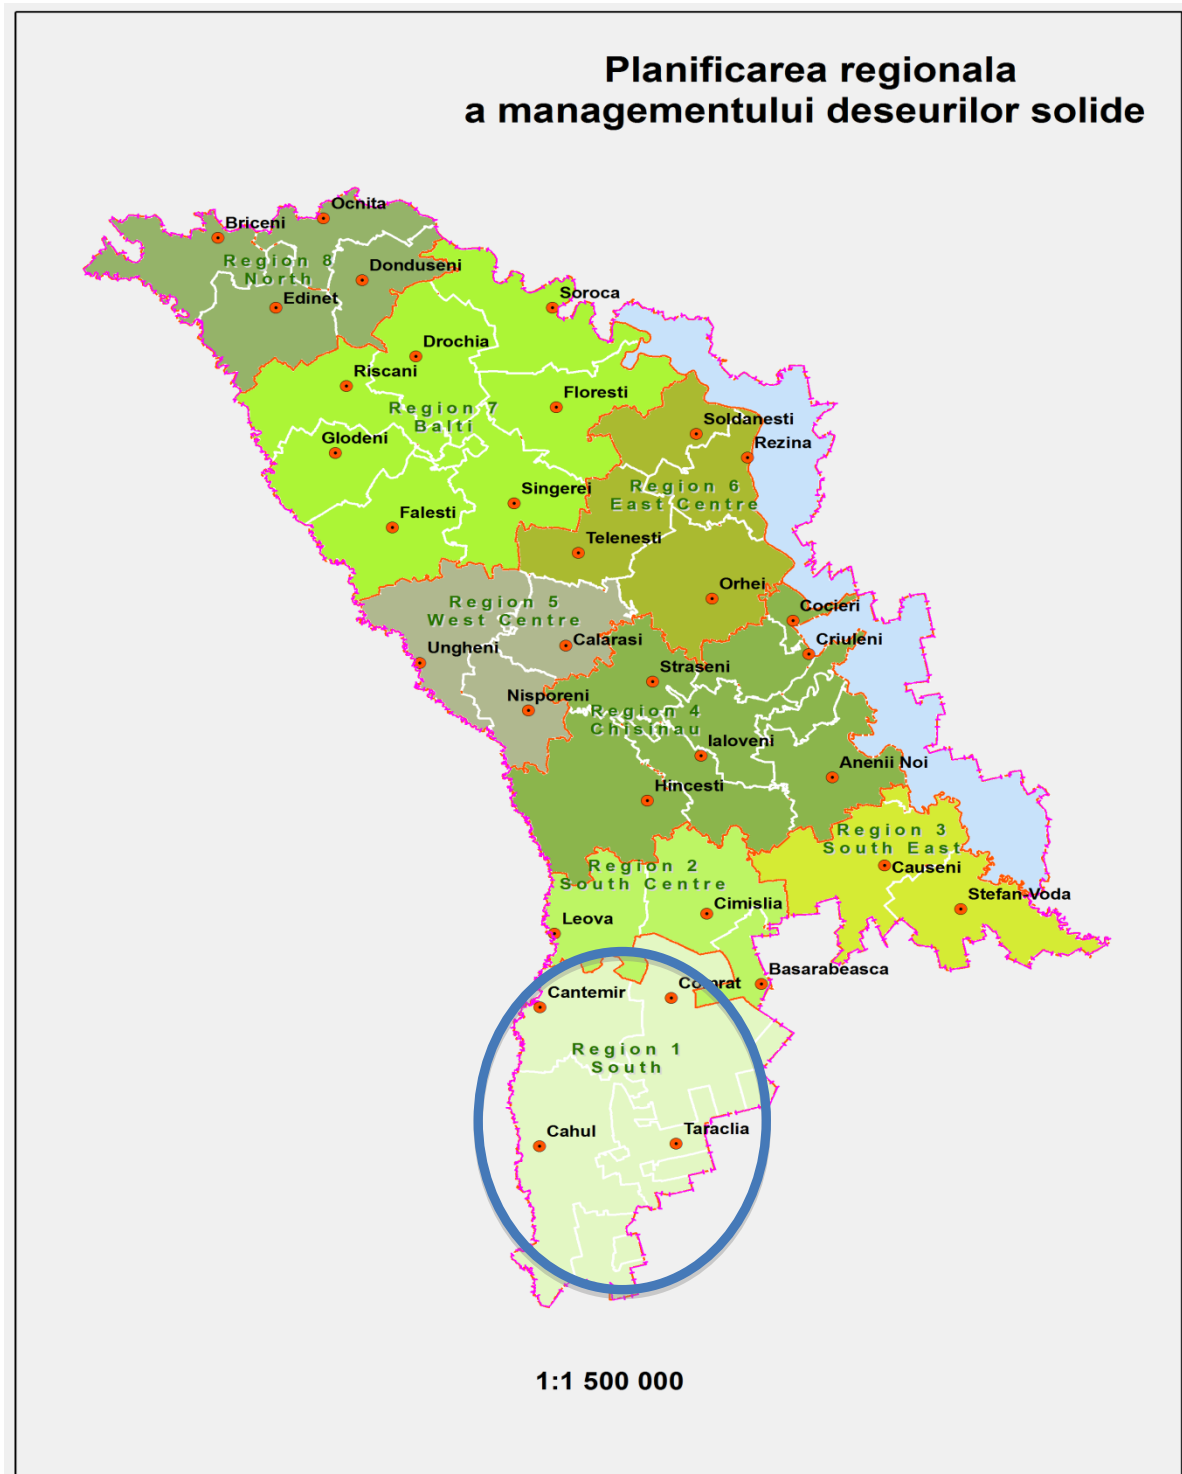 Planificarea regionala
a managementului deseurilor solide
Ocnita
Briceni
Region 8
North
Donduseni
Edinet
Soroca
Drochia
Riscani
Floresti
Region 7
Balti
Soldanesti
Glodeni
Rezina
Region 6
East Centre
Singerei
Falesti
Telenesti
Orhei
Region 5
West Centre
Cocieri
Criuleni
Calarasi
Ungheni
Straseni
Nisporeni
Region 4
Chisinau
Ialoveni
Anenii Noi
Hincesti
Region 3
South East
Region 2
South Centre
Causeni
Stefan-Voda
Cimislia
Leova
Basarabeasca
Comrat
Cantemir
Region 1
South
Cahul
Taraclia
1:1 500 000